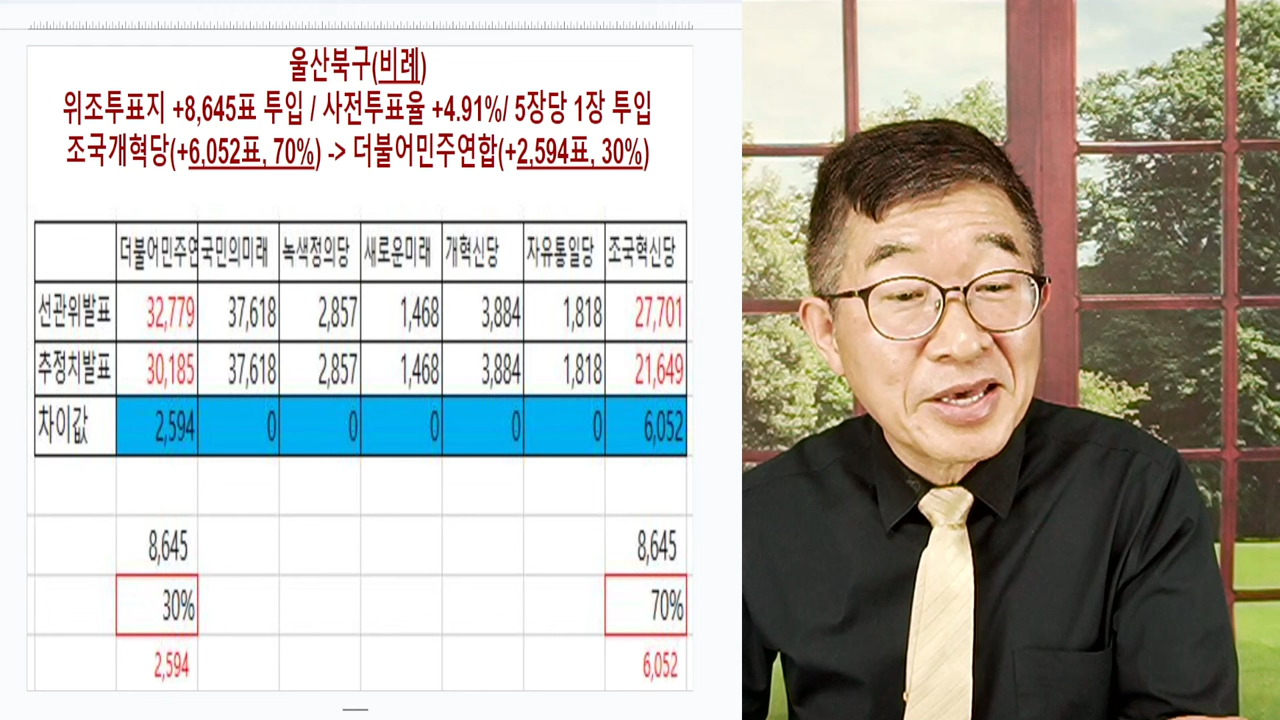 울산북구(비례)
위조투표지 +8,645표 투입 / 사전투표율 +4.91%/ 5장당 1장 투입
조국개혁당(+6,052표, 70%) -> 더불어민주연합(+2,594표, 30%)
더불어민주연 국민의미래 녹색정의당 새로운미래 개혁신당 자유통일당 조국혁신당
선관위발표 32,779 37,618 2,857 1,468 3,884 1,818 27,701
추정치발표 30,185 37,618 2,857 1,468 3,884 1,818 21,649
차이값 2,594 0 0 0 0 0 6,052
8,645 8,645
30% 70%
2,594 6,052